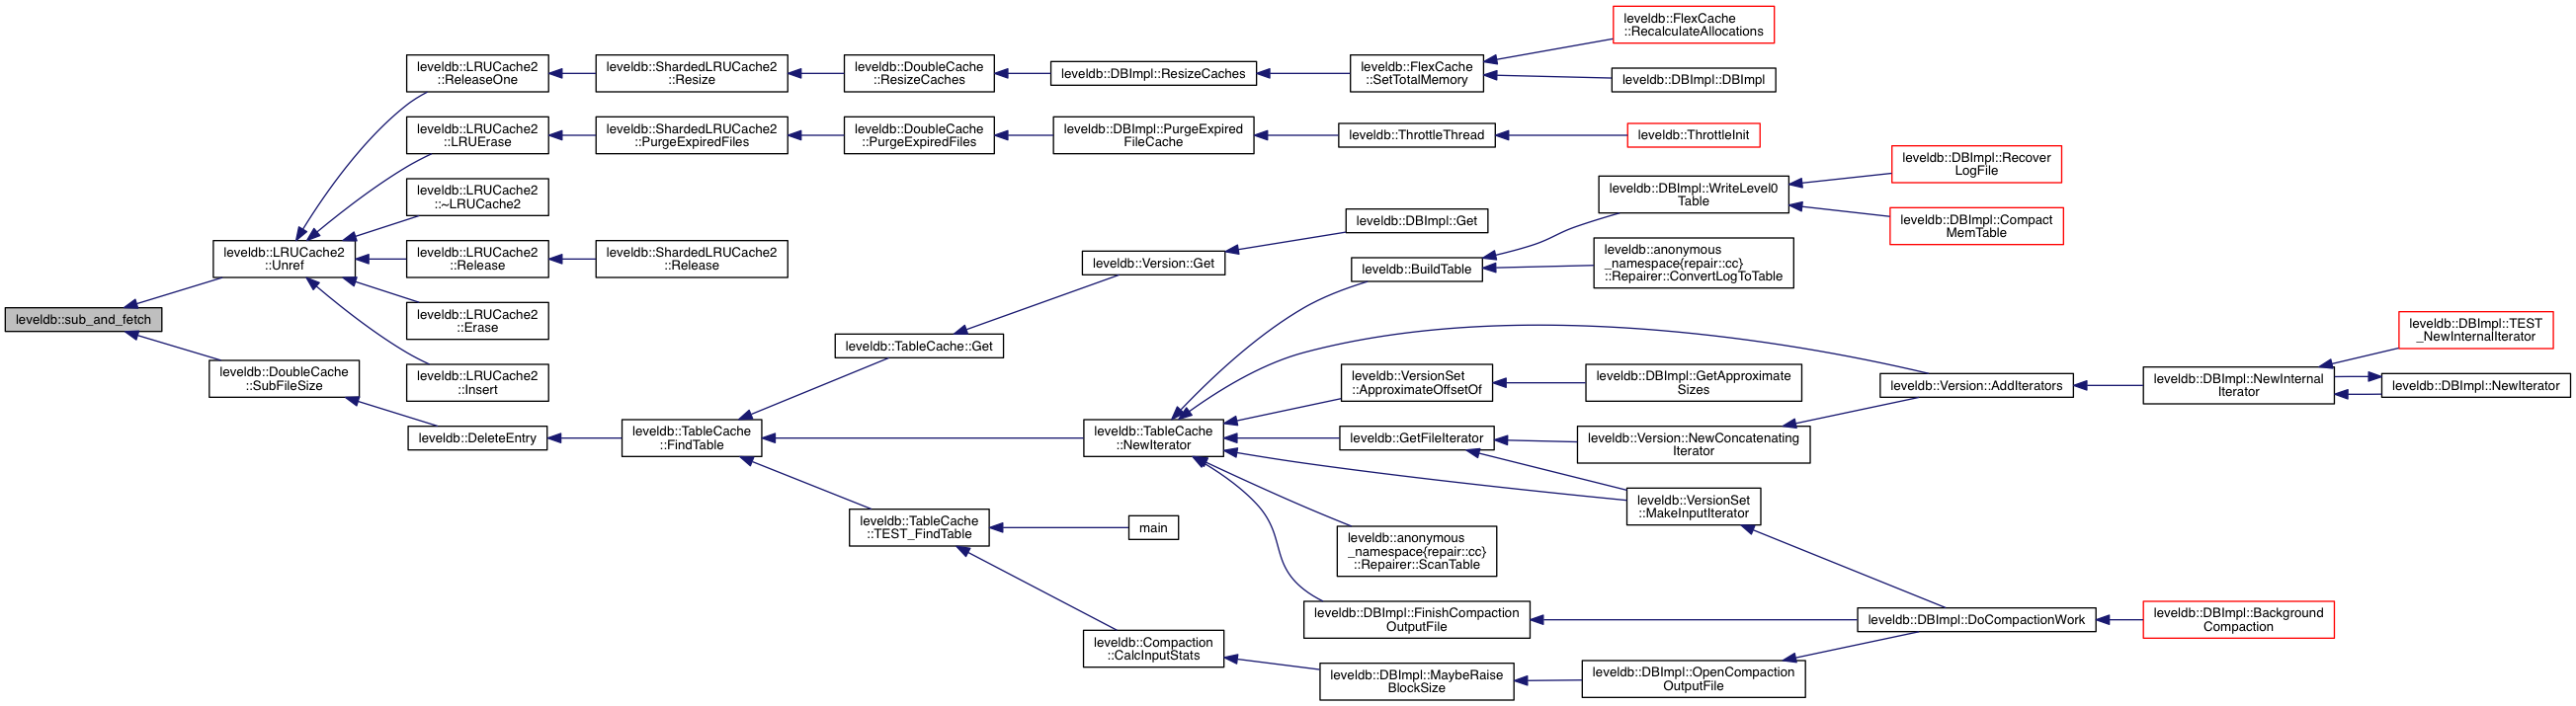 leveldb::FlexCache
::RecalculateAllocations
leveldb::LRUCache2
::ReleaseOne
leveldb::ShardedLRUCache2
::Resize
leveldb::DoubleCache
::ResizeCaches
leveldb::DBImpl::ResizeCaches
leveldb::FlexCache
::SetTotalMemory
leveldb::DBImpl::DBImpl
leveldb::LRUCache2
::LRUErase
leveldb::ShardedLRUCache2
::PurgeExpiredFiles
leveldb::DoubleCache
::PurgeExpiredFiles
leveldb::DBImpl::PurgeExpired
FileCache
leveldb::ThrottleThread
leveldb::ThrottleInit
leveldb::DBImpl::Recover
LogFile
leveldb::LRUCache2
::~LRUCache2
leveldb::DBImpl::WriteLevel0
Table
leveldb::DBImpl::Get
leveldb::DBImpl::Compact
MemTable
leveldb::LRUCache2
::Unref
leveldb::LRUCache2
::Release
leveldb::ShardedLRUCache2
::Release
leveldb::Version::Get
leveldb::BuildTable
leveldb::anonymous
_namespace{repair::cc}
::Repairer::ConvertLogToTable
leveldb::sub_and_fetch
leveldb::LRUCache2
::Erase
leveldb::TableCache::Get
leveldb::DBImpl::TEST
_NewInternalIterator
leveldb::DoubleCache
::SubFileSize
leveldb::LRUCache2
::Insert
leveldb::VersionSet
::ApproximateOffsetOf
leveldb::DBImpl::GetApproximate
Sizes
leveldb::Version::AddIterators
leveldb::DBImpl::NewInternal
Iterator
leveldb::DBImpl::NewIterator
leveldb::DeleteEntry
leveldb::TableCache
::FindTable
leveldb::TableCache
::NewIterator
leveldb::GetFileIterator
leveldb::Version::NewConcatenating
Iterator
leveldb::VersionSet
::MakeInputIterator
leveldb::TableCache
::TEST_FindTable
main
leveldb::anonymous
_namespace{repair::cc}
::Repairer::ScanTable
leveldb::DBImpl::FinishCompaction
OutputFile
leveldb::DBImpl::DoCompactionWork
leveldb::DBImpl::Background
Compaction
leveldb::Compaction
::CalcInputStats
leveldb::DBImpl::MaybeRaise
BlockSize
leveldb::DBImpl::OpenCompaction
OutputFile